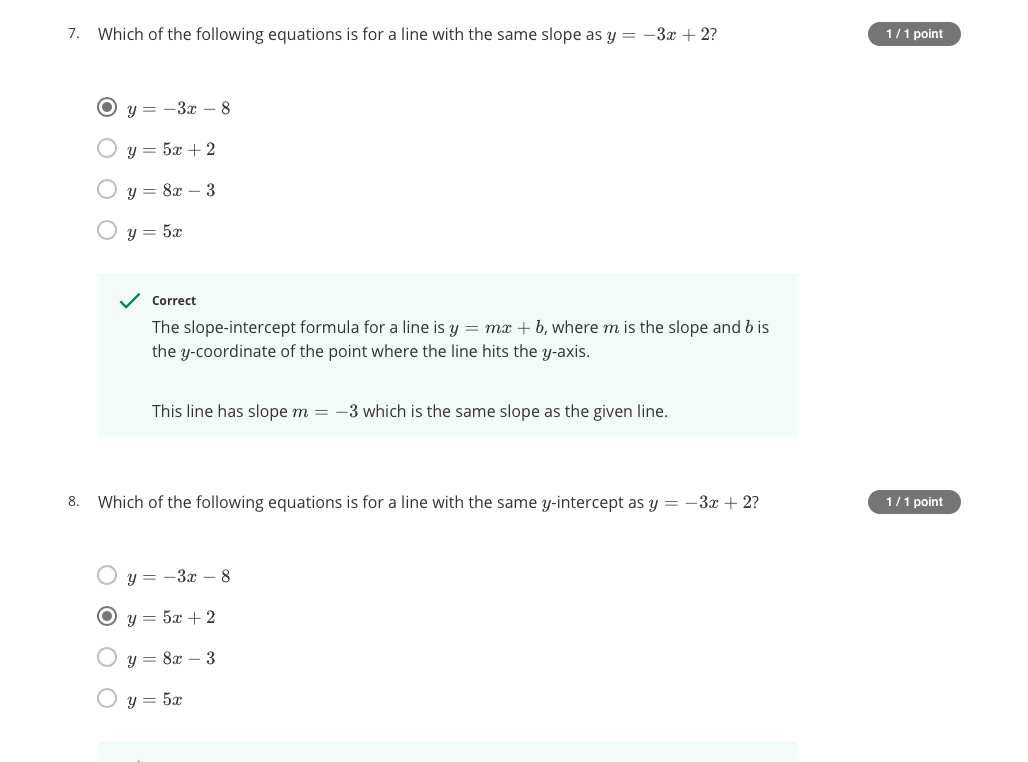 7. Which of the following equations is for a line with the same slope as y = −3x + 2?
1 / 1 point
y = −3x − 8
y = 5x + 2
y = 8x − 3
y = 5x
Correct
The slope-intercept formula for a line is y = mx + b, where m is the slope and b is
the y-coordinate of the point where the line hits the y-axis.
This line has slope m = −3 which is the same slope as the given line.
8. Which of the following equations is for a line with the same y-intercept as y = −3x + 2?
1 / 1 point
y = −3x − 8
y = 5x + 2
y = 8x − 3
y = 5x